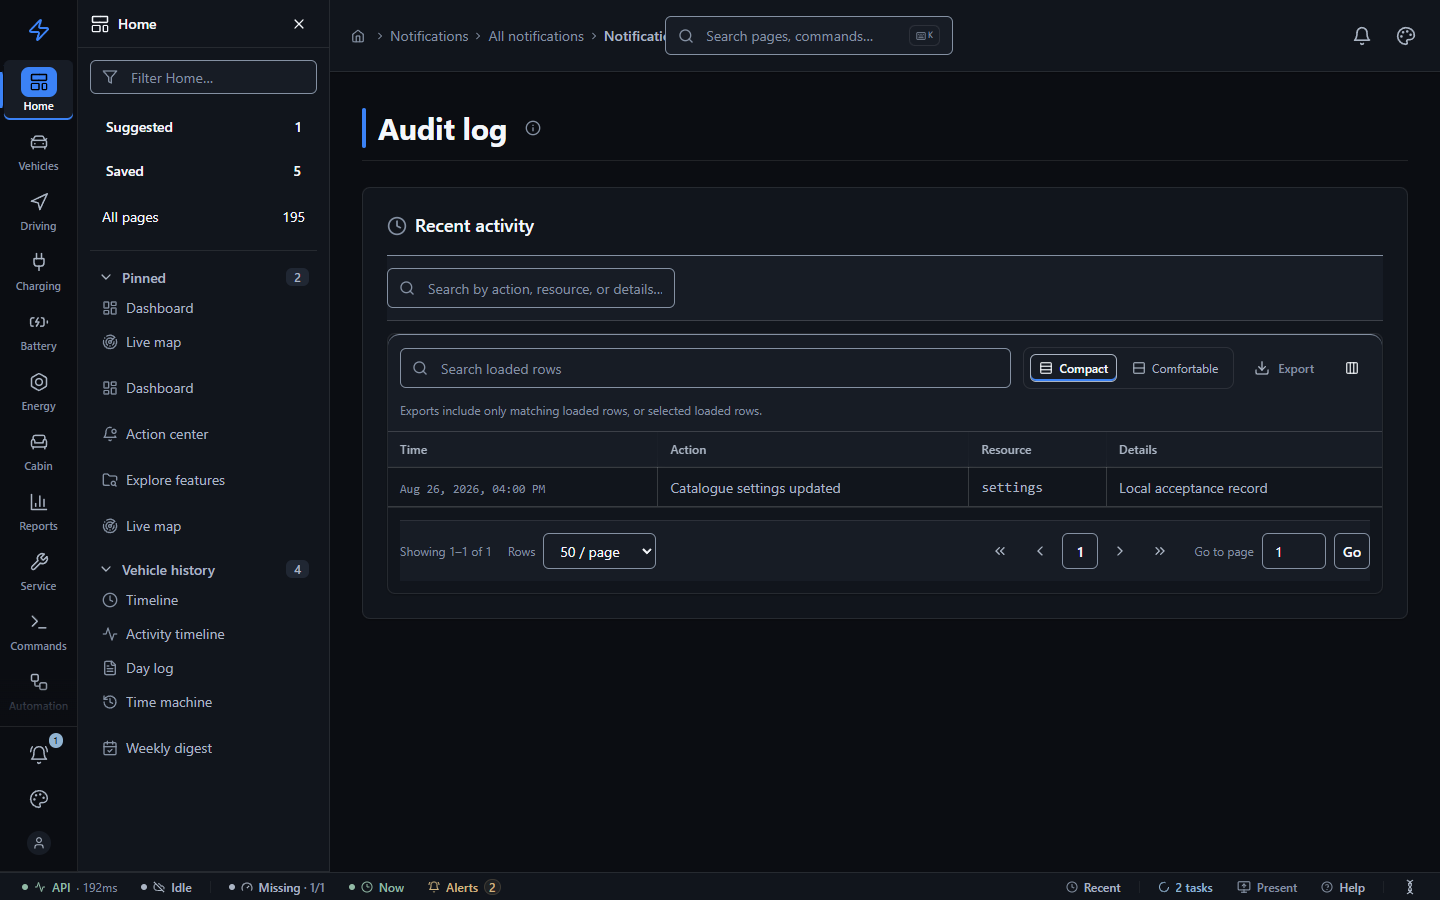 Home
Notifications
All notifications
Search pages, commands...
K
Home
Vehicles
Driving
Charging
Battery
Energy
Cabin
Reports
Service
Commands
Automation
1
Filter Home...
Suggested 1
Saved 5
All pages 195
Pinned 2
Dashboard
Live map
Dashboard
Action center
Explore features
Live map
Vehicle history 4
Timeline
Activity timeline
Day log
Time machine
Weekly digest
Audit log
Recent activity
Search by action, resource, or details...
Search loaded rows
Compact Comfortable Export
Exports include only matching loaded rows, or selected loaded rows.
Time Action Resource Details
Aug 26, 2026, 04:00 PM Catalogue settings updated settings Local acceptance record
Showing 1–1 of 1 Rows 50 / page 1 Go to page 1 Go
API · 192ms Idle Missing · 1/1 Now Alerts 2 Recent 2 tasks Present Help